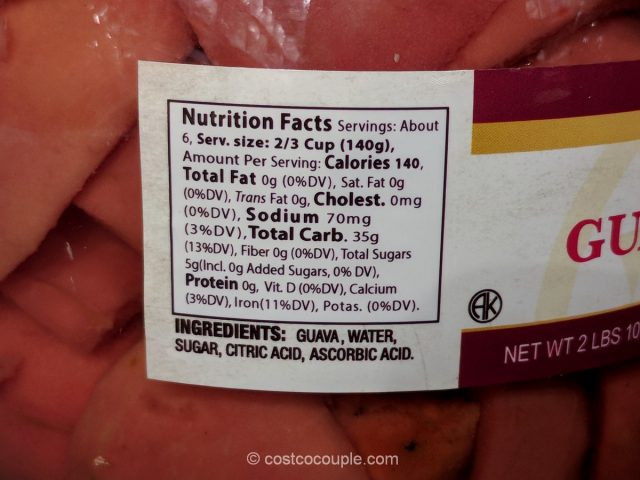 Nutrition Facts Servings: About
6, Serv. size: 2/3 Cup (140g),
Amount Per Serving: Calories 140,
Total Fat 0g (0%DV), Sat. Fat 0g
(0%DV), Trans Fat 0g, Cholest. 0mg
(0%DV), Sodium 70mg
(3%DV), Total Carb. 35g
(13%DV), Fiber 0g (0%DV), Total Sugars
5g(Incl. 0g Added Sugars, 0% DV),
Protein 0g, Vit. D (0%DV), Calcium
(3%DV), Iron(11%DV), Potas. (0%DV).
INGREDIENTS: GUAVA, WATER,
SUGAR, CITRIC ACID, ASCORBIC ACID.
GU
AK
NET WT 2 LBS 10
© costcocouple.com